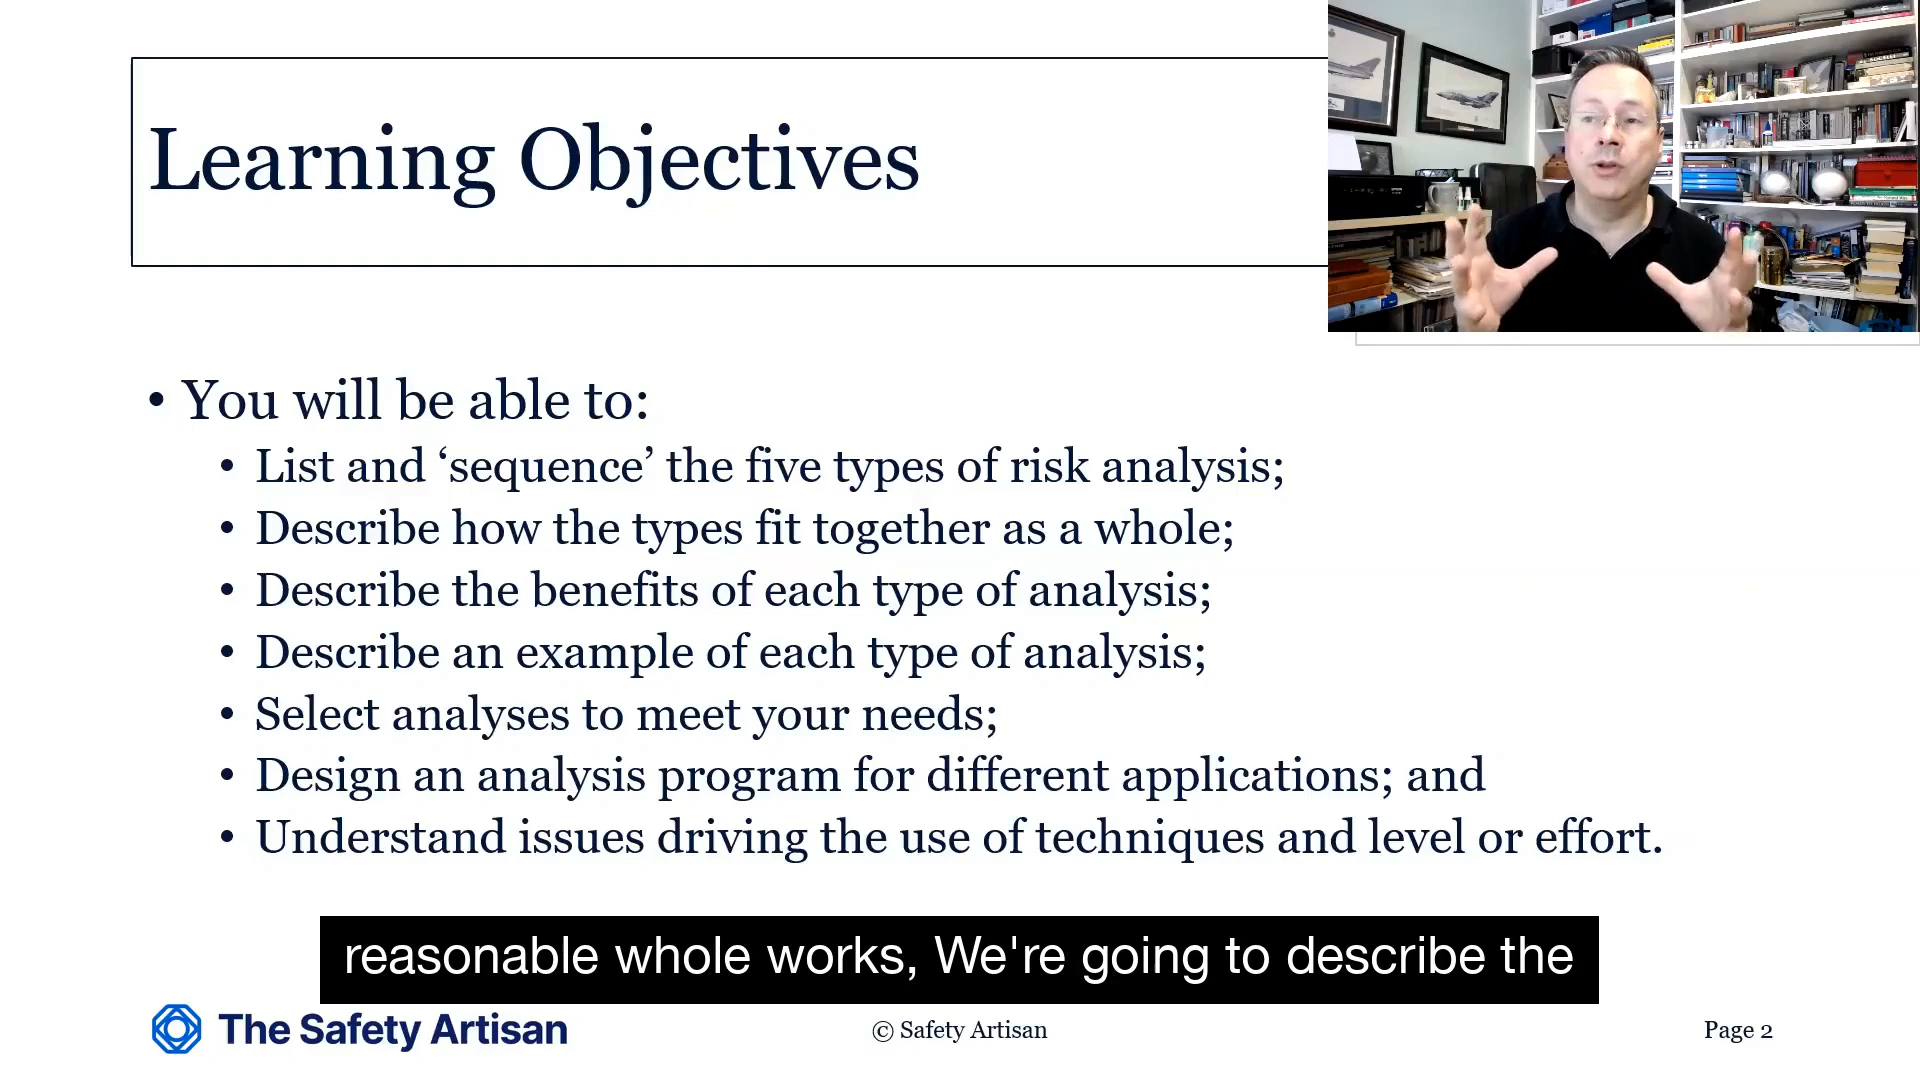 Learning Objectives
• You will be able to:
• List and ‘sequence’ the five types of risk analysis;
• Describe how the types fit together as a whole;
• Describe the benefits of each type of analysis;
• Describe an example of each type of analysis;
• Select analyses to meet your needs;
• Design an analysis program for different applications; and
• Understand issues driving the use of techniques and level or effort.
reasonable whole works, We're going to describe the
The Safety Artisan
© Safety Artisan
Page 2